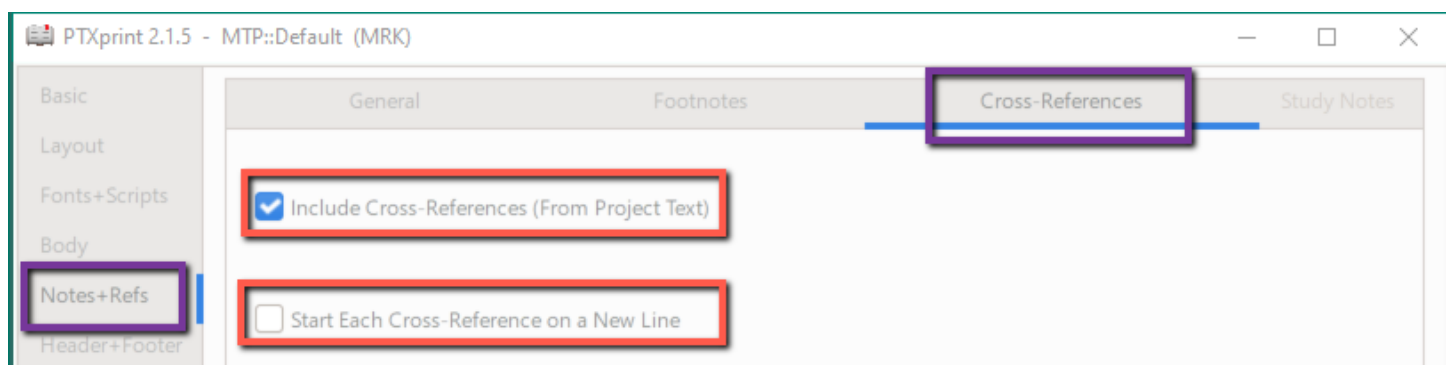 PTXprint 2.1.5 - MTP::Default (MRK)
Basic
General Footnotes Cross-References Study Notes
Layout
Fonts+Scripts
Include Cross-References (From Project Text)
Body
Notes+Refs
Start Each Cross-Reference on a New Line
Header+Footer